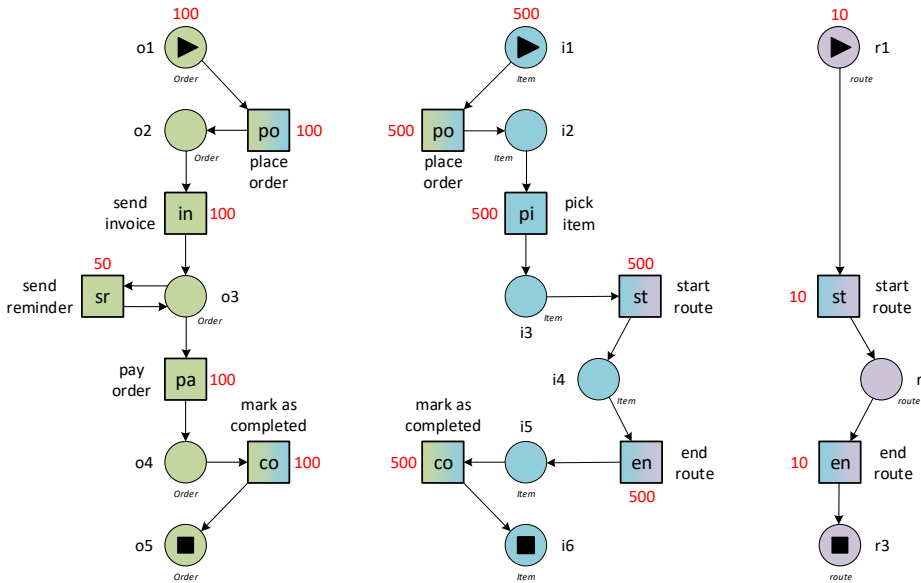 100
500
10
o1
i1
r1
Order
Item
route
o2
po
100
500
po
i2
Order
Item
place
order
place
order
send
invoice
in
100
500
pi
pick
item
50
500
send
reminder
sr
o3
Order
i3
Item
st
start
route
10
st
start
route
pay
order
pa
100
i4
Item
r
route
mark as
completed
mark as
completed
o4
co
100
500
co
i5
en
end
route
10
en
end
route
Order
Item
500
o5
i6
r3
Order
Item
route